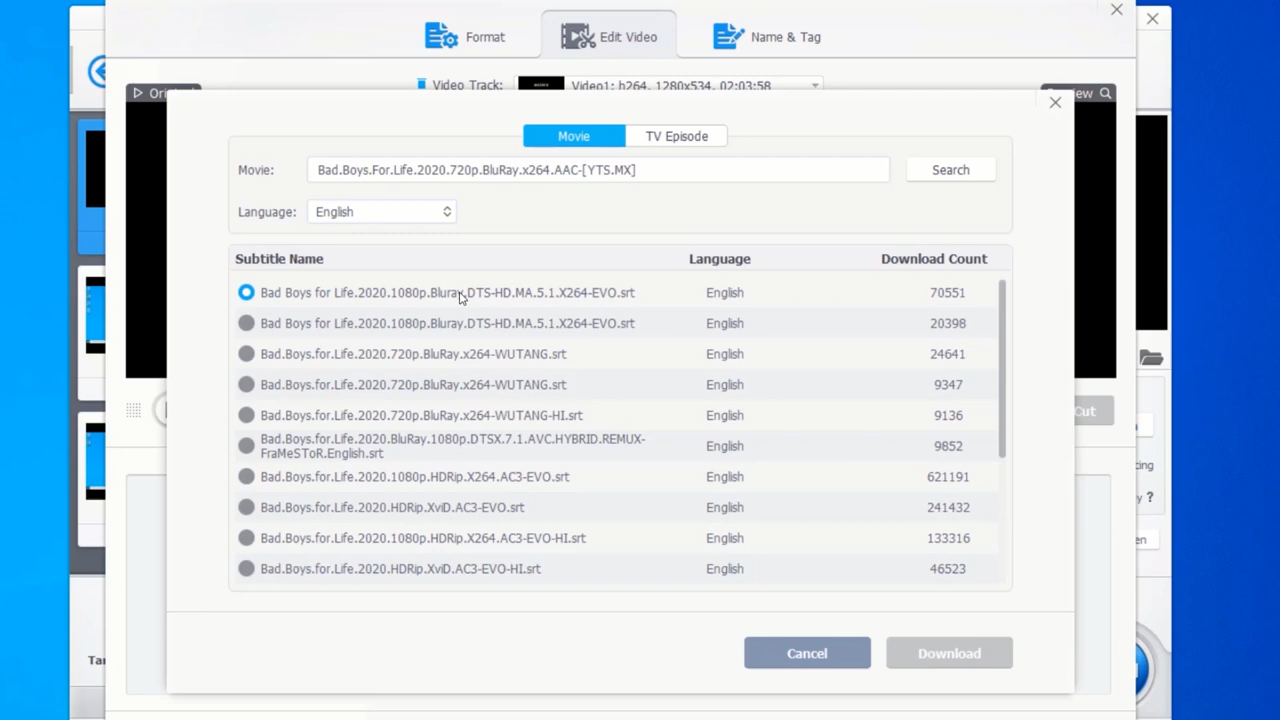 Format
Edit Video
Name & Tag
Video Track:
Video1: h264, 1280x534, 02:03:58
Movie
TV Episode
Movie:
Bad.Boys.For.Life.2020.720p.BluRay.x264.AAC-[YTS.MX]
Search
Language:
English
Subtitle Name
Language
Download Count
Bad Boys for Life.2020.1080p.Bluray.DTS-HD.MA.5.1.X264-EVO.srt
English
70551
Bad Boys for Life.2020.1080p.Bluray.DTS-HD.MA.5.1.X264-EVO.srt
English
20398
Bad.Boys.for.Life.2020.720p.BluRay.x264-WUTANG.srt
English
24641
Bad.Boys.for.Life.2020.720p.BluRay.x264-WUTANG.srt
English
9347
Bad.Boys.for.Life.2020.720p.BluRay.x264-WUTANG-HI.srt
English
9136
Bad.Boys.for.Life.2020.BluRay.1080p.DTSX.7.1.AVC.HYBRID.REMUX-
FraMeSToR.English.srt
English
9852
Bad.Boys.for.Life.2020.1080p.HDRip.X264.AC3-EVO.srt
English
621191
Bad.Boys.for.Life.2020.HDRip.XviD.AC3-EVO.srt
English
241432
Bad.Boys.for.Life.2020.1080p.HDRip.X264.AC3-EVO-HI.srt
English
133316
Bad.Boys.for.Life.2020.HDRip.XviD.AC3-EVO-HI.srt
English
46523
Cut
Cancel
Download